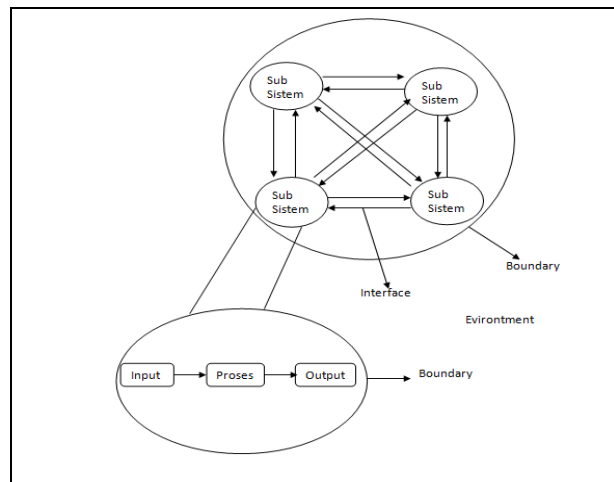 Sub
Sistem
Sub
Sistem
Sub
Sistem
Sub
Sistem
Boundary
Interface
Evirontment
Input
Proses
Output
Boundary